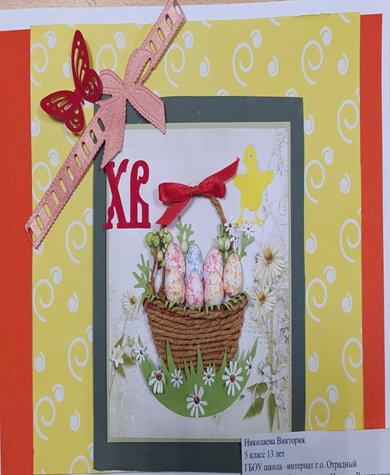 ХВ
Николаева Виктория.
5 класс 13 лет
ГБОУ школа -интернат г.о. Отрадный